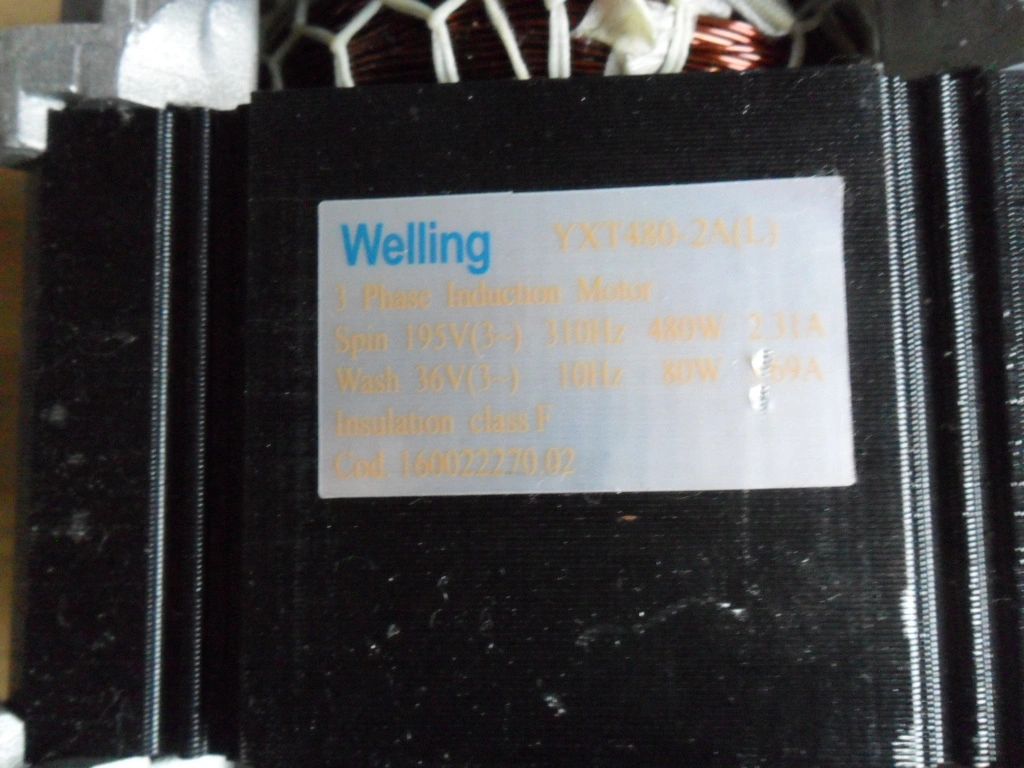 Welling YXT480-2A(L)
3 Phase Induction Motor
Spin 195V(3~) 310Hz 480W 2.31A
Wash 36V(3~) 10Hz 80W
Insulation class F
Cod. 160022270.02